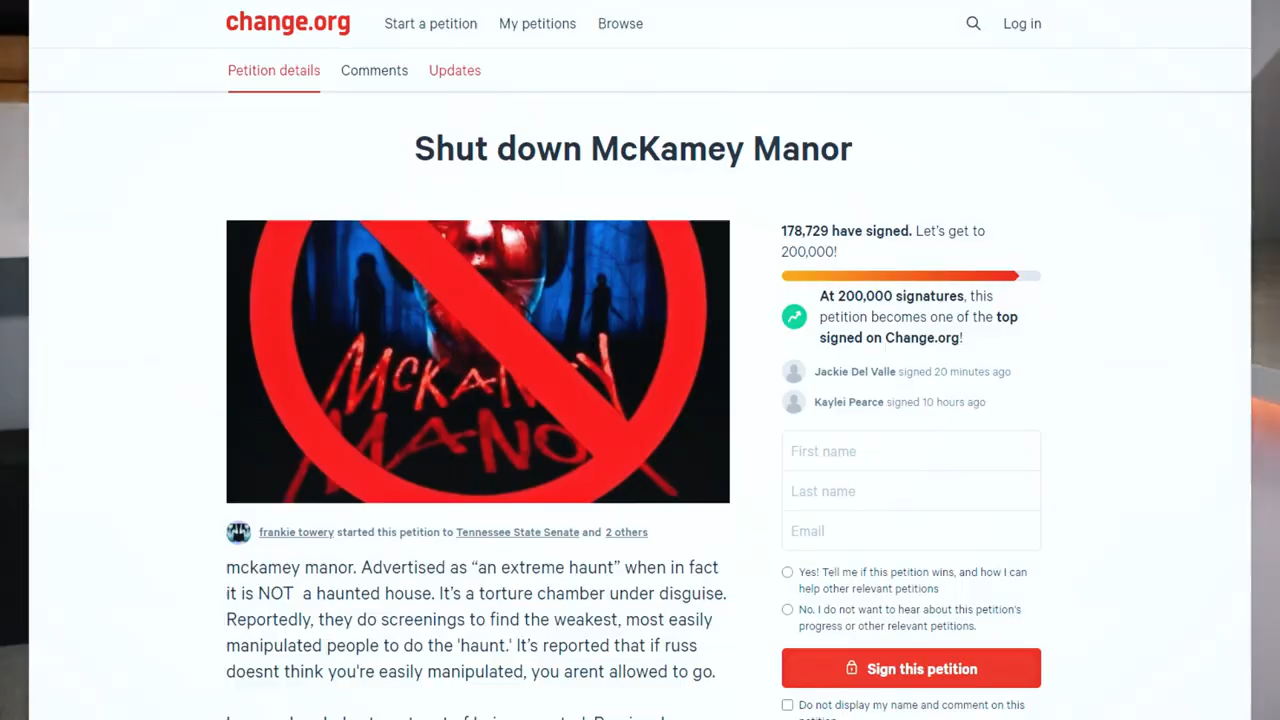 change.org
Start a petition
My petitions
Browse
Log in
Petition details
Comments
Updates
Shut down McKamey Manor
McKAMEY
MANOR
frankie towery started this petition to Tennessee State Senate and 2 others
mckamey manor. Advertised as “an extreme haunt” when in fact
it is NOT a haunted house. It’s a torture chamber under disguise.
Reportedly, they do screenings to find the weakest, most easily
manipulated people to do the 'haunt.' It’s reported that if russ
doesnt think you're easily manipulated, you arent allowed to go.
178,729 have signed. Let’s get to
200,000!
At 200,000 signatures, this
petition becomes one of the top
signed on Change.org!
Jackie Del Valle signed 20 minutes ago
Kaylei Pearce signed 10 hours ago
First name
Last name
Email
Yes! Tell me if this petition wins, and how I can
help other relevant petitions
No. I do not want to hear about this petition's
progress or other relevant petitions.
Sign this petition
Do not display my name and comment on this